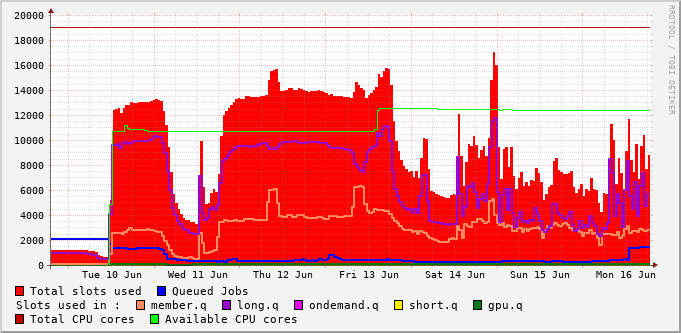 20000
18000
16000
14000
12000
10000
8000
6000
4000
2000
0
Tue 10 Jun Wed 11 Jun Thu 12 Jun Fri 13 Jun Sat 14 Jun Sun 15 Jun Mon 16 Jun
Total slots used Queued Jobs
Slots used in : member.q long.q ondemand.q short.q gpu.q
Total CPU cores Available CPU cores
RRDTOOL / TOBI OETIKER